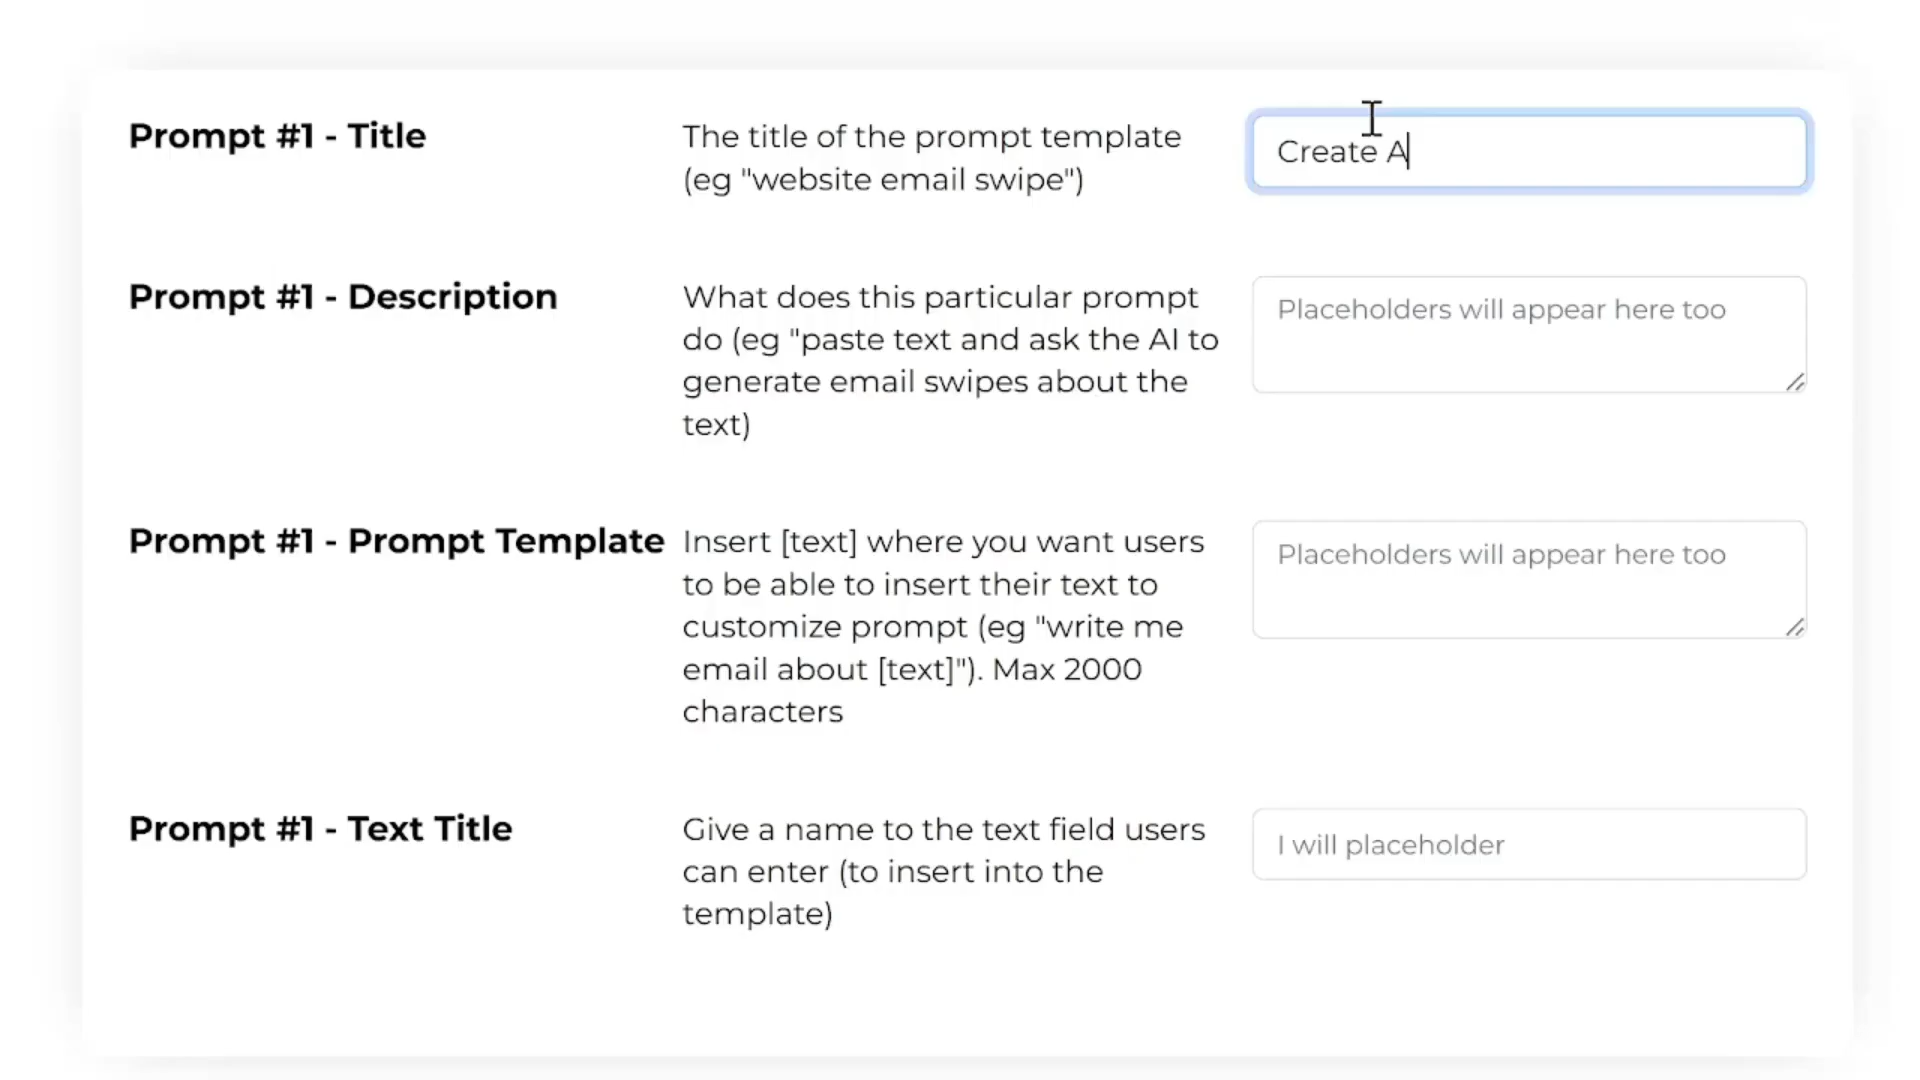 Prompt #1 - Title
The title of the prompt template
(eg "website email swipe")
Create A
Prompt #1 - Description
What does this particular prompt
do (eg "paste text and ask the AI to
generate email swipes about the
text)
Placeholders will appear here too
Prompt #1 - Prompt Template
Insert [text] where you want users
to be able to insert their text to
customize prompt (eg "write me
email about [text]"). Max 2000
characters
Placeholders will appear here too
Prompt #1 - Text Title
Give a name to the text field users
can enter (to insert into the
template)
I will placeholder